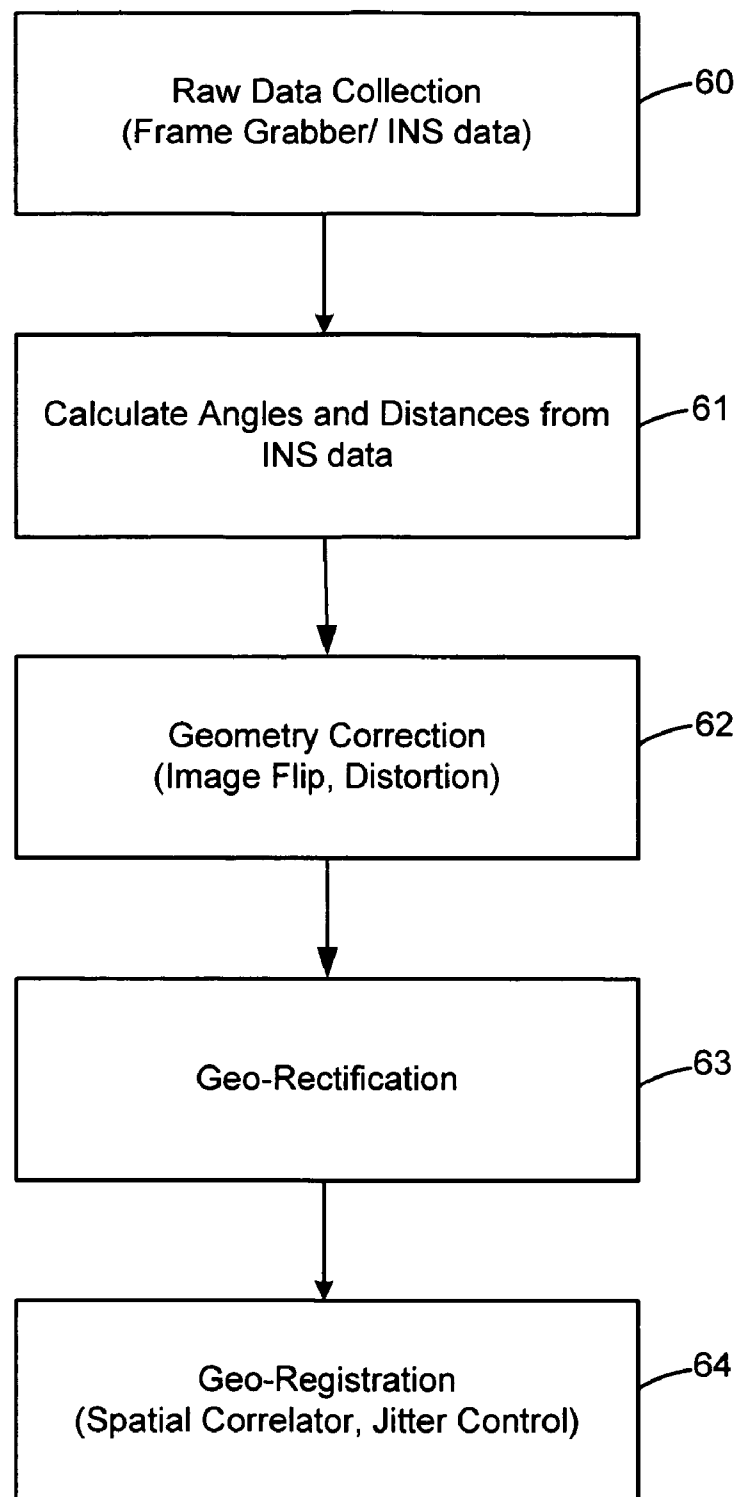 Raw Data Collection
(Frame Grabber/ INS data)
60
Calculate Angles and Distances from
INS data
61
Geometry Correction
(Image Flip, Distortion)
62
Geo-Rectification
63
Geo-Registration
(Spatial Correlator, Jitter Control)
64